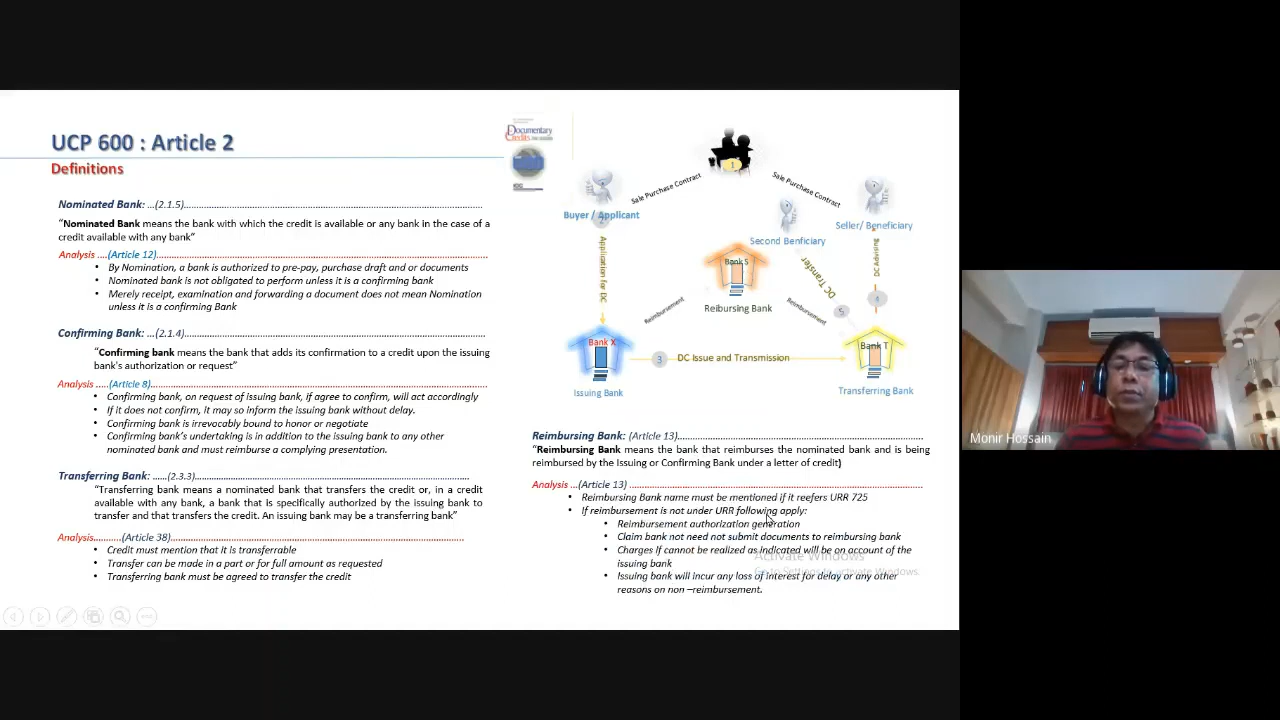 UCP 600 : Article 2
Definitions
Nominated Bank: ...(2.1.5)
"Nominated Bank means the bank with which the credit is available or any bank in the case of a
credit available with any bank"
Analysis ....(Article 12)
• By Nomination, a bank is authorized to pre-pay, purchase draft and or documents
• Nominated bank is not obligated to perform unless it is a confirming bank
• Merely receipt, examination and forwarding a document does not mean Nomination
unless it is a confirming Bank
Confirming Bank: ...(2.1.4)
"Confirming bank means the bank that adds its confirmation to a credit upon the issuing
bank's authorization or request"
Analysis .....(Article 8)
• Confirming Bank, on request of issuing bank, if agree to confirm, will act accordingly
• If it does not confirm, it may so inform the issuing bank without delay.
• Confirming bank is irrevocably bound to honor or negotiate
• Confirming bank's undertaking is in addition to the issuing bank to any other
nominated bank and must reimburse a complying presentation.
Transferring Bank: ......(2.3.3)
"Transferring bank means a nominated bank that transfers the credit or, in a credit
available with any bank, a bank that is specifically authorized by the issuing bank to
transfer and that transfers the credit. An issuing bank may be a transferring bank"
Analysis..........(Article 38)
• Credit must mention that it is transferrable
• Transfer can be made in a part or for full amount as requested
• Transferring bank must be agreed to transfer the credit
Documentary
Credits
1
Sale Purchase Contract
Sale Purchase Contract
Buyer / Applicant
2
Seller/ Beneficiary
Second Benficiary
Application For DC
Bank S
DC Transfer
DC Advising
4
Reibursing Bank
Reimbursement
Reimbursement
5
Bank X
3
DC Issue and Transmission
Bank T
Issuing Bank
Transferring Bank
Reimbursing Bank: (Article 13)
"Reimbursing Bank means the bank that reimburses the nominated bank and is being
reimbursed by the Issuing or Confirming Bank under a letter of credit)
Analysis ...(Article 13)
• Reimbursing Bank name must be mentioned if it reefers URR 725
• If reimbursement is not under URR following apply:
• Reimbursement authorization generation
• Claim bank not need not submit documents to reimbursing bank
• Charges if cannot be realized as indicated will be on account of the
issuing bank
• Issuing bank will incur any loss of interest for delay or any other
reasons on non –reimbursement.
Activate Windows
Go to Settings to activate Windows.
Monir Hossain